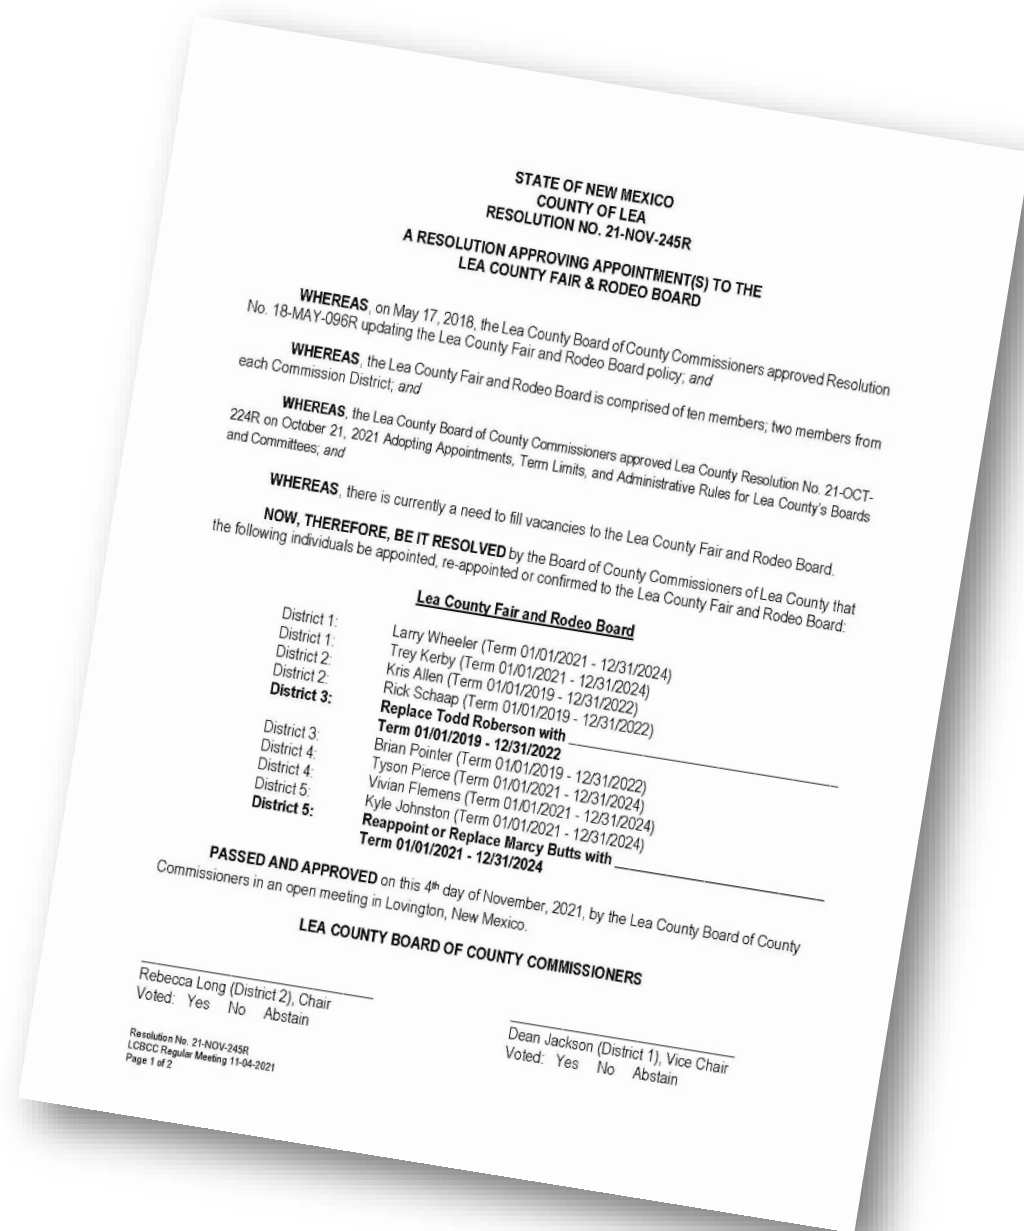 STATE OF NEW MEXICO
COUNTY OF LEA
RESOLUTION NO. 21-NOV-245R
A RESOLUTION APPROVING APPOINTMENT(S) TO THE
LEA COUNTY FAIR & RODEO BOARD
WHEREAS, on May 17, 2018, the Lea County Board of County Commissioners approved Resolution
No. 18-MAY-096R updating the Lea County Fair and Rodeo Board policy; and
WHEREAS, the Lea County Fair and Rodeo Board is comprised of ten members; two members from
each Commission District; and
WHEREAS, the Lea County Board of County Commissioners approved Lea County Resolution No. 21-OCT-
224R on October 21, 2021 Adopting Appointments, Term Limits, and Administrative Rules for Lea County's Boards
and Committees; and
WHEREAS, there is currently a need to fill vacancies to the Lea County Fair and Rodeo Board.
NOW, THEREFORE, BE IT RESOLVED by the Board of County Commissioners of Lea County that
the following individuals be appointed, re-appointed or confirmed to the Lea County Fair and Rodeo Board:
Lea County Fair and Rodeo Board
District 1: Larry Wheeler (Term 01/01/2021 - 12/31/2024)
District 1: Trey Kerby (Term 01/01/2021 - 12/31/2024)
District 2: Kris Allen (Term 01/01/2019 - 12/31/2022)
District 2: Rick Schaap (Term 01/01/2019 - 12/31/2022)
District 3: Replace Todd Roberson with ____________________
Term 01/01/2019 - 12/31/2022
District 3: Brian Pointer (Term 01/01/2019 - 12/31/2022)
District 4: Tyson Pierce (Term 01/01/2021 - 12/31/2024)
District 4: Vivian Flemens (Term 01/01/2021 - 12/31/2024)
District 5: Kyle Johnston (Term 01/01/2021 - 12/31/2024)
District 5: Reappoint or Replace Marcy Butts with ____________________
Term 01/01/2021 - 12/31/2024
PASSED AND APPROVED on this 4th day of November, 2021, by the Lea County Board of County
Commissioners in an open meeting in Lovington, New Mexico.
LEA COUNTY BOARD OF COUNTY COMMISSIONERS
Rebecca Long (District 2), Chair
Voted: Yes No Abstain
Dean Jackson (District 1), Vice Chair
Voted: Yes No Abstain
Resolution No. 21-NOV-245R
LCBCC Regular Meeting 11-04-2021
Page 1 of 2